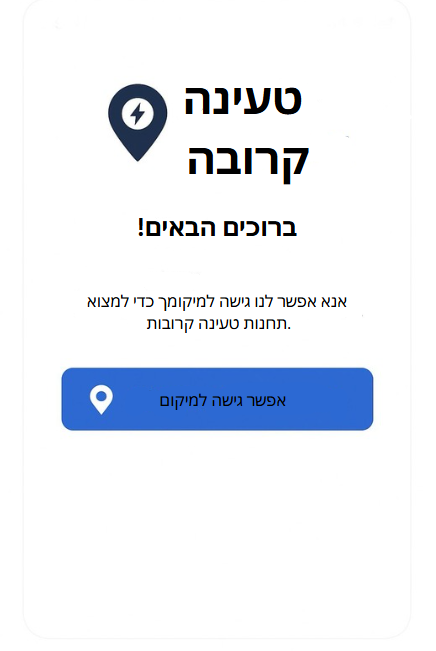 טעינה
קרובה
ברוכים הבאים!
אנא אפשר לנו גישה למיקומך כדי למצוא
תחנות טעינה קרובות.
אפשר גישה למיקום